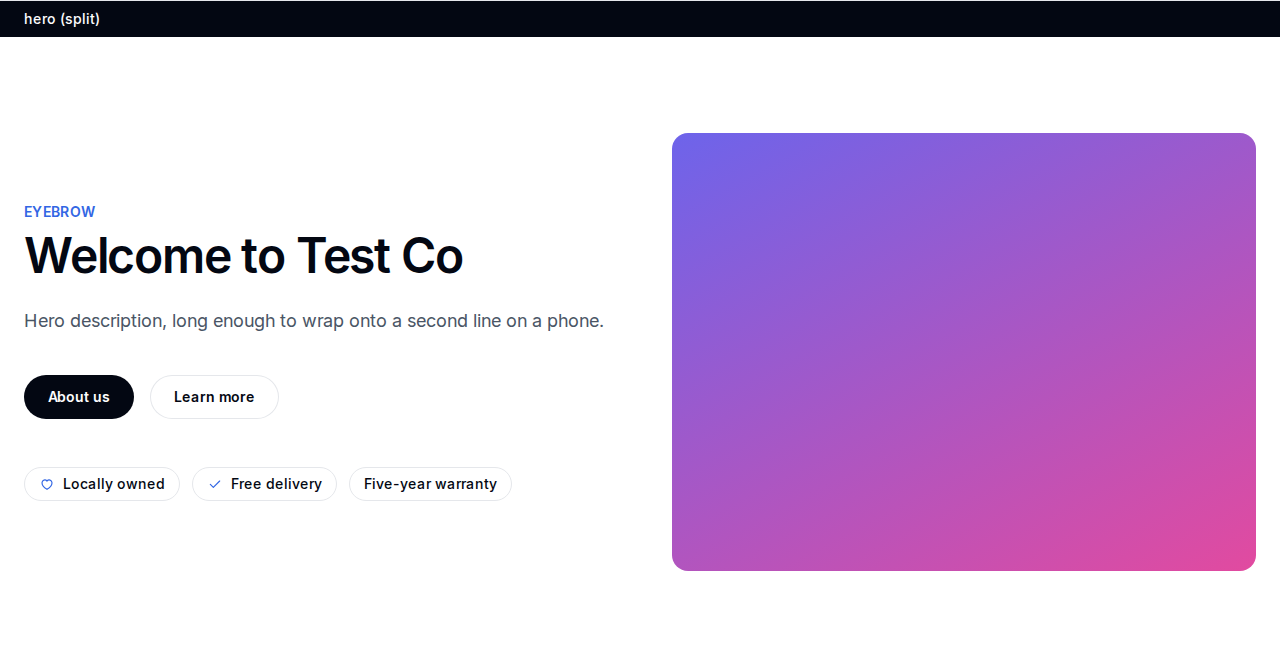 hero (split)
EYEBROW
Welcome to Test Co
Hero description, long enough to wrap onto a second line on a phone.
About us
Learn more
Locally owned
Free delivery
Five-year warranty